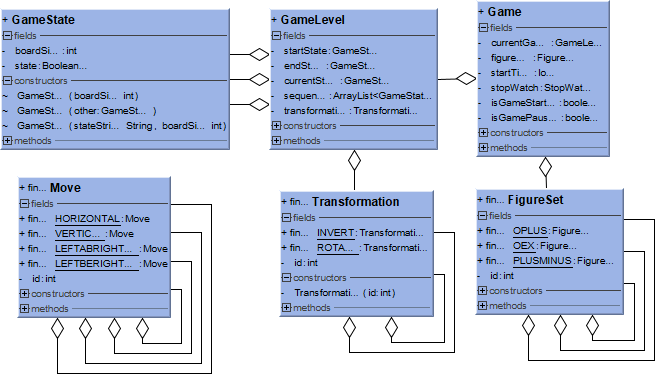 + GameState
fields
- boardSi... : int
- state:Boolean...
constructors
~ GameSt... ( boardSi... int)
~ GameSt... (other:GameSt... )
~ GameSt... (stateStri... String, boardSi... int)
methods
+ GameLevel
fields
- startState:GameSt...
- endSt... :GameSt...
- currentSt... :GameSt...
- sequen... :ArrayList<GameStat...
- transformati... :Transformati...
constructors
methods
+ Game
fields
- currentGa... :GameLe...
- figure... :Figure...
- startTi... :lo...
- stopWatch:StopWat...
- isGameStart... :boole...
- isGamePaus... :boole...
constructors
methods
+ fin... Move
fields
+ fin... HORIZONTAL:Move
+ fin... VERTIC... :Move
+ fin... LEFTABRIGHT... :Move
+ fin... LEFTBERIGHT... :Move
- id:int
constructors
methods
+ fin... Transformation
fields
+ fin... INVERT:Transformati...
+ fin... ROTA... :Transformati...
- id:int
constructors
- Transformati... ( id:int)
methods
+ fin... FigureSet
fields
+ fin... OPLUS:Figure...
+ fin... OEX:Figure...
+ fin... PLUSMINUS:Figure...
- id:int
constructors
methods